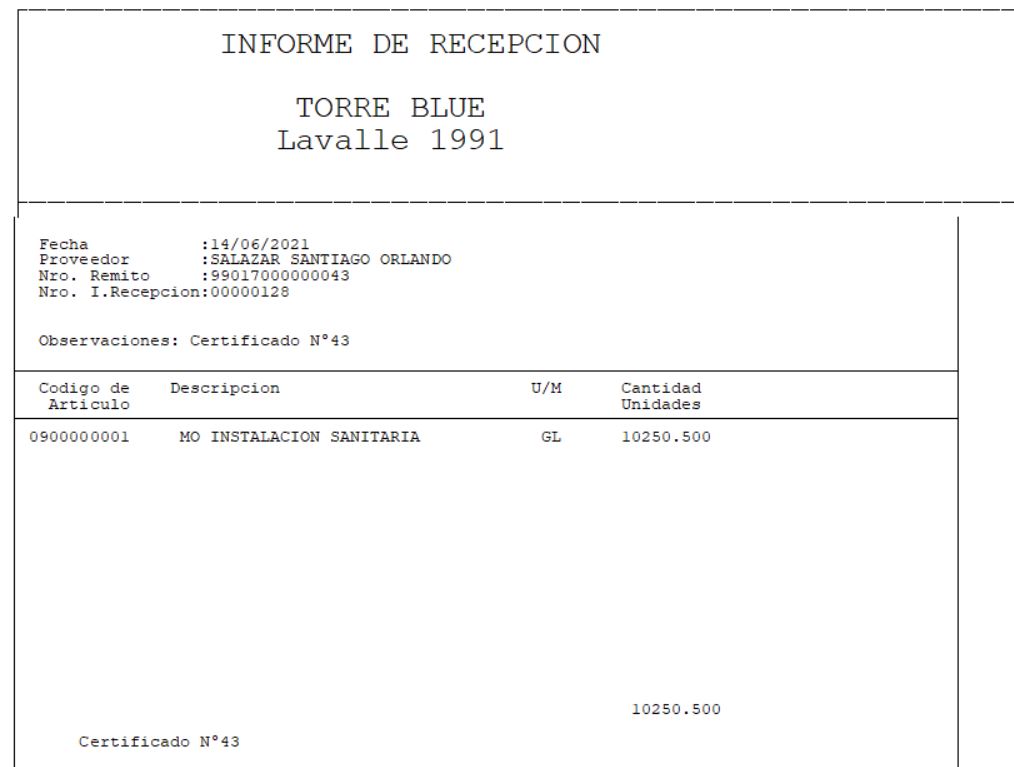 INFORME DE RECEPCION
TORRE BLUE
Lavalle 1991
Fecha :14/06/2021
Proveedor :SALAZAR SANTIAGO ORLANDO
Nro. Remito :99017000000043
Nro. I.Recepcion:00000128
Observaciones: Certificado N°43
Codigo de Descripcion U/M Cantidad
Articulo Unidades
0900000001 MO INSTALACION SANITARIA GL 10250.500
10250.500
Certificado N°43